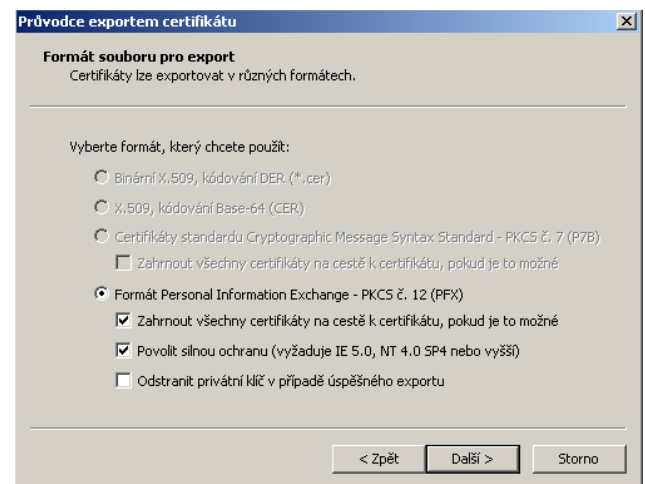 Průvodce exportem certifikátu
Formát souboru pro export
Certifikáty lze exportovat v různých formátech.
Vyberte formát, který chcete použít:
Binární X.509, kódování DER (*.cer)
X.509, kódování Base-64 (CER)
Certifikáty standardu Cryptographic Message Syntax Standard - PKCS č. 7 (P7B)
Zahrnout všechny certifikáty na cestě k certifikátu, pokud je to možné
Formát Personal Information Exchange - PKCS č. 12 (PFX)
Zahrnout všechny certifikáty na cestě k certifikátu, pokud je to možné
Povolit silnou ochranu (vyžaduje IE 5.0, NT 4.0 SP4 nebo vyšší)
Odstranit privátní klíč v případě úspěšného exportu
< Zpět Další > Storno